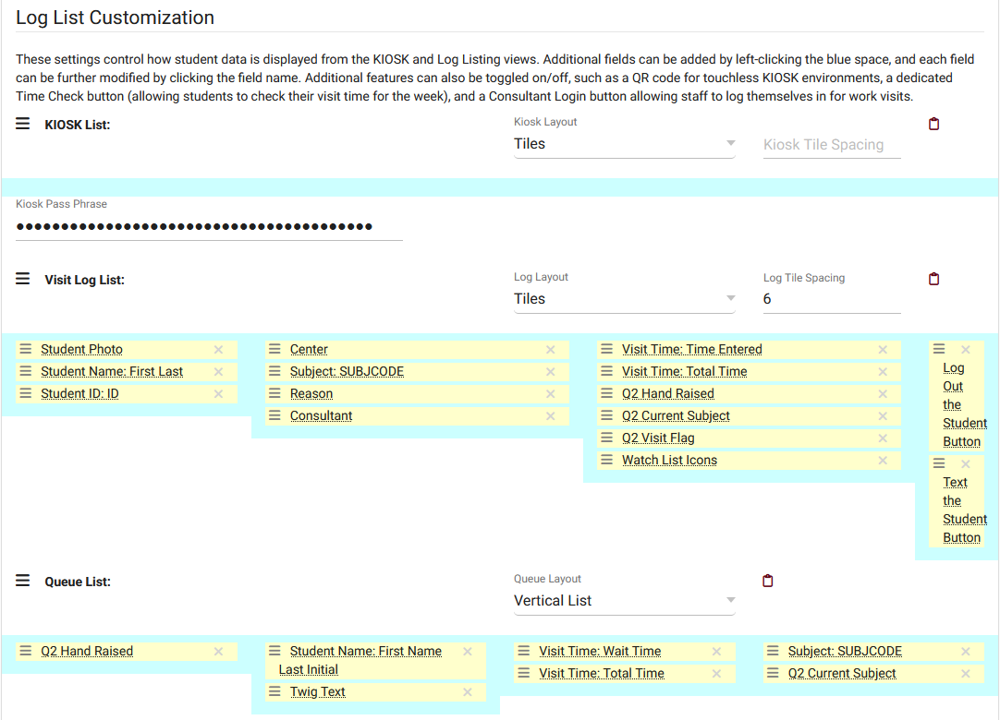 Log List Customization
These settings control how student data is displayed from the KIOSK and Log Listing views. Additional fields can be added by left-clicking the blue space, and each field
can be further modified by clicking the field name. Additional features can also be toggled on/off, such as a QR code for touchless KIOSK environments, a dedicated
Time Check button (allowing students to check their visit time for the week), and a Consultant Login button allowing staff to log themselves in for work visits.
KIOSK List:
Kiosk Layout
Tiles
Kiosk Tile Spacing
Kiosk Pass Phrase
Visit Log List:
Log Layout
Tiles
Log Tile Spacing
6
Student Photo
Student Name: First Last
Student ID: ID
Center
Subject: SUBJCODE
Reason
Consultant
Visit Time: Time Entered
Visit Time: Total Time
Q2 Hand Raised
Q2 Current Subject
Q2 Visit Flag
Watch List Icons
Log
Out
the
Student
Button
Text
the
Student
Button
Queue List:
Queue Layout
Vertical List
Q2 Hand Raised
Student Name: First Name
Last Initial
Twig Text
Visit Time: Wait Time
Visit Time: Total Time
Subject: SUBJCODE
Q2 Current Subject